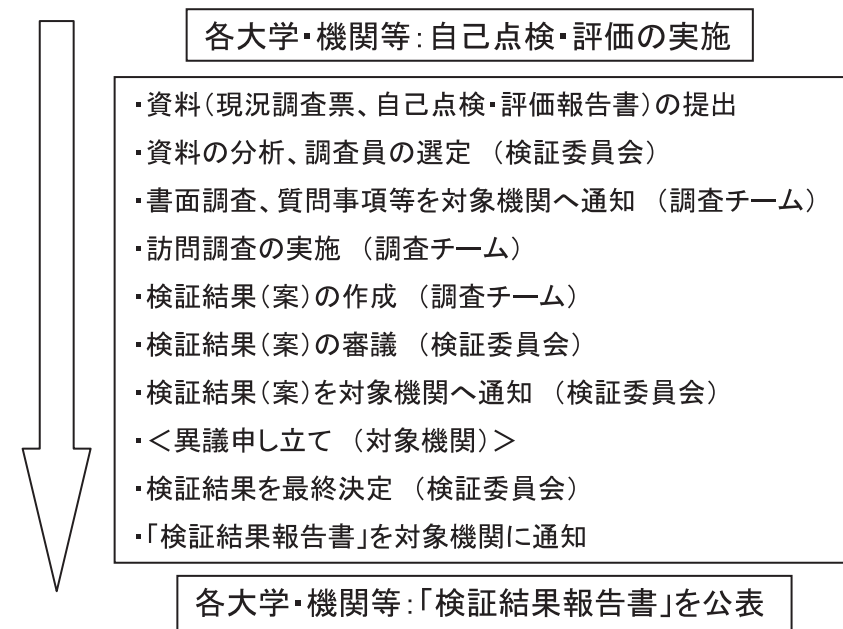 各大学・機関等:自己点検・評価の実施
・資料(現況調査票、自己点検・評価報告書)の提出
・資料の分析、調査員の選定 (検証委員会)
・書面調査、質問事項等を対象機関へ通知 (調査チーム)
・訪問調査の実施 (調査チーム)
・検証結果(案)の作成 (調査チーム)
・検証結果(案)の審議 (検証委員会)
・検証結果(案)を対象機関へ通知 (検証委員会)
・<異議申し立て (対象機関)>
・検証結果を最終決定 (検証委員会)
・「検証結果報告書」を対象機関に通知
各大学・機関等:「検証結果報告書」を公表